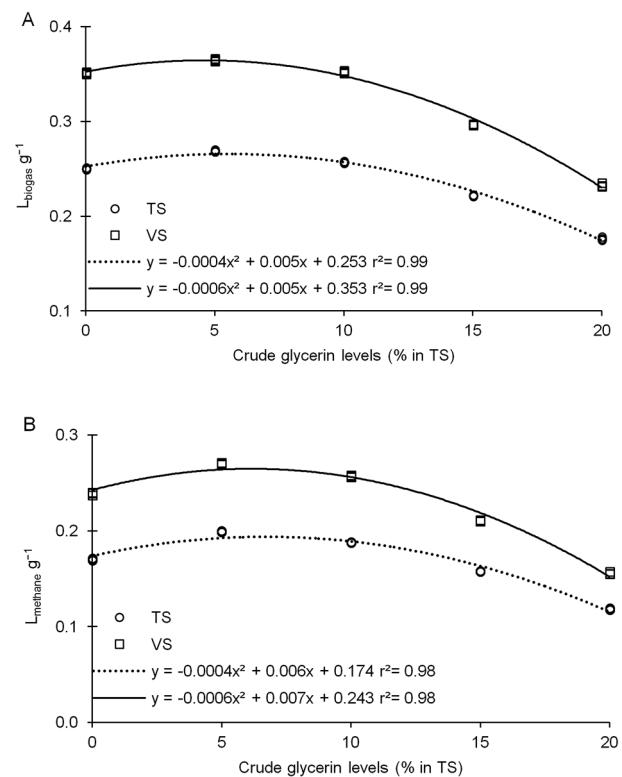 A
0.4
0.3
0.2
0.1
L biogas g⁻¹
TS
VS
y = -0.0004x² + 0.005x + 0.253 r²= 0.99
y = -0.0006x² + 0.005x + 0.353 r²= 0.99
0 5 10 15 20
Crude glycerin levels (% in TS)
B
0.3
0.2
0.1
0.0
L methane g⁻¹
TS
VS
y = -0.0004x² + 0.006x + 0.174 r²= 0.98
y = -0.0006x² + 0.007x + 0.243 r²= 0.98
0 5 10 15 20
Crude glycerin levels (% in TS)